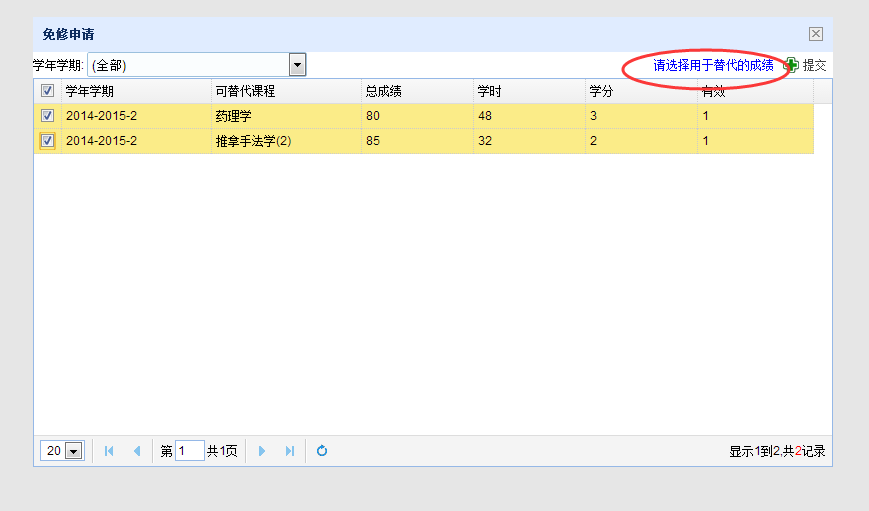 免修申请
学年学期: (全部) 请选择用于替代的成绩 提交
学年学期 可替代课程 总成绩 学时 学分 有效
2014-2015-2 药理学 80 48 3 1
2014-2015-2 推拿手法学(2) 85 32 2 1
20 第 1 共1页 显示1到2,共2记录